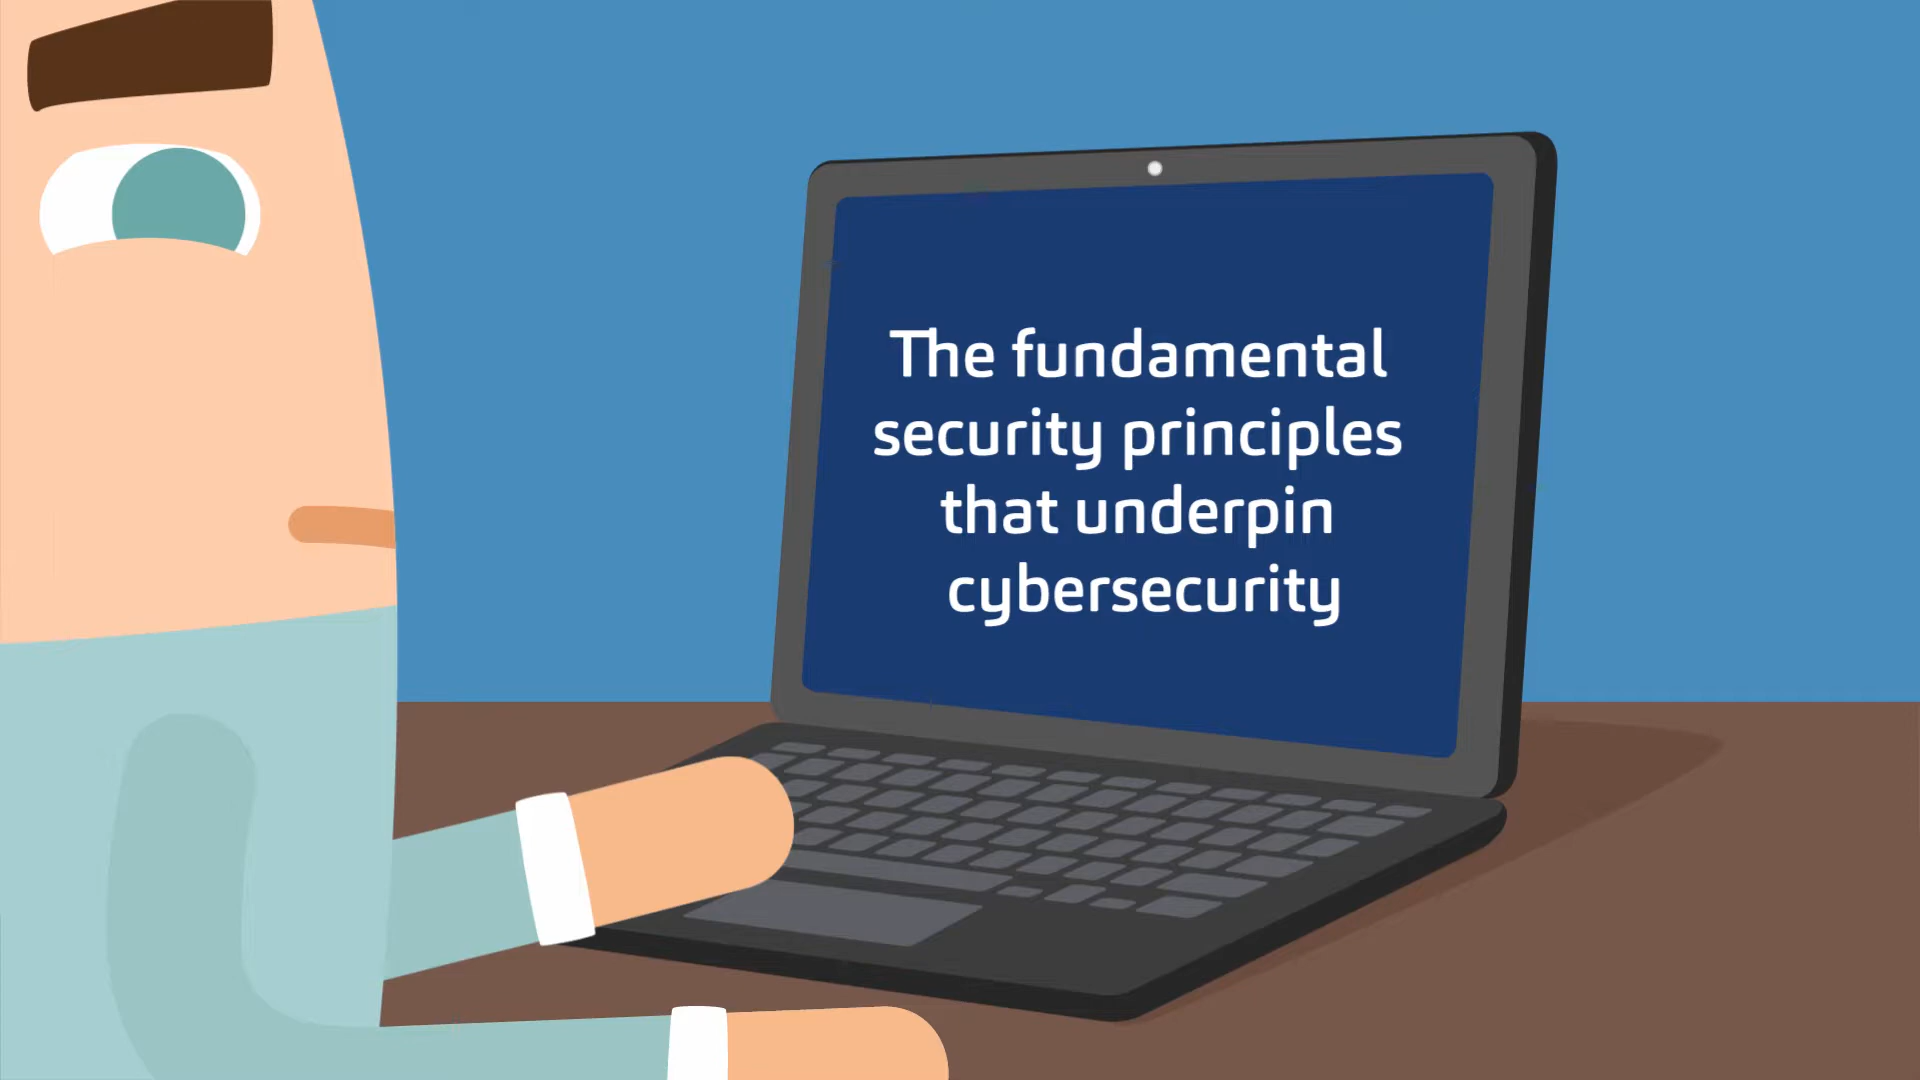 The fundamental
security principles
that underpin
cybersecurity